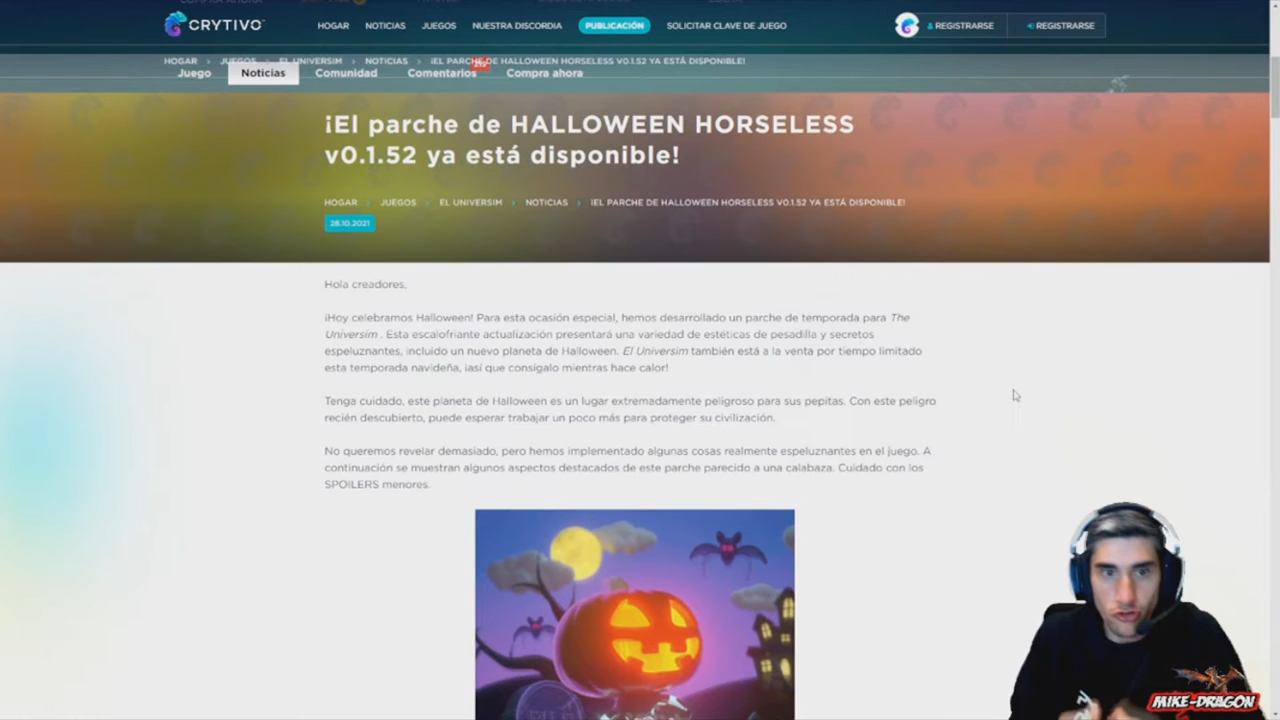 CRYTIVO
HOGAR NOTICIAS JUEGOS NUESTRA DISCORDIA PUBLICACIÓN SOLICITAR CLAVE DE JUEGO REGISTRARSE REGISTRARSE
HOGAR JUEGOS EL UNIVERSIM NOTICIAS ¡EL PARCHE DE HALLOWEEN HORSELESS V0.1.52 YA ESTÁ DISPONIBLE!
Juego Noticias Comunidad Comentarios Compra ahora
¡El parche de HALLOWEEN HORSELESS
v0.1.52 ya está disponible!
HOGAR JUEGOS EL UNIVERSIM NOTICIAS ¡EL PARCHE DE HALLOWEEN HORSELESS V0.1.52 YA ESTÁ DISPONIBLE!
28.10.2021
Hola creadores,
¡Hoy celebramos Halloween! Para esta ocasión especial, hemos desarrollado un parche de temporada para The
Universim . Esta escalofriante actualización presentará una variedad de estéticas de pesadilla y secretos
espeluznantes, incluido un nuevo planeta de Halloween. El Universim también está a la venta por tiempo limitado
esta temporada navideña, ¡así que consígalo mientras hace calor!
Tenga cuidado, este planeta de Halloween es un lugar extremadamente peligroso para sus pepitas. Con este peligro
recién descubierto, puede esperar trabajar un poco más para proteger su civilización.
No queremos revelar demasiado, pero hemos implementado algunas cosas realmente espeluznantes en el juego. A
continuación se muestran algunos aspectos destacados de este parche parecido a una calabaza. Cuidado con los
SPOILERS menores.
MIKE-DRAGON